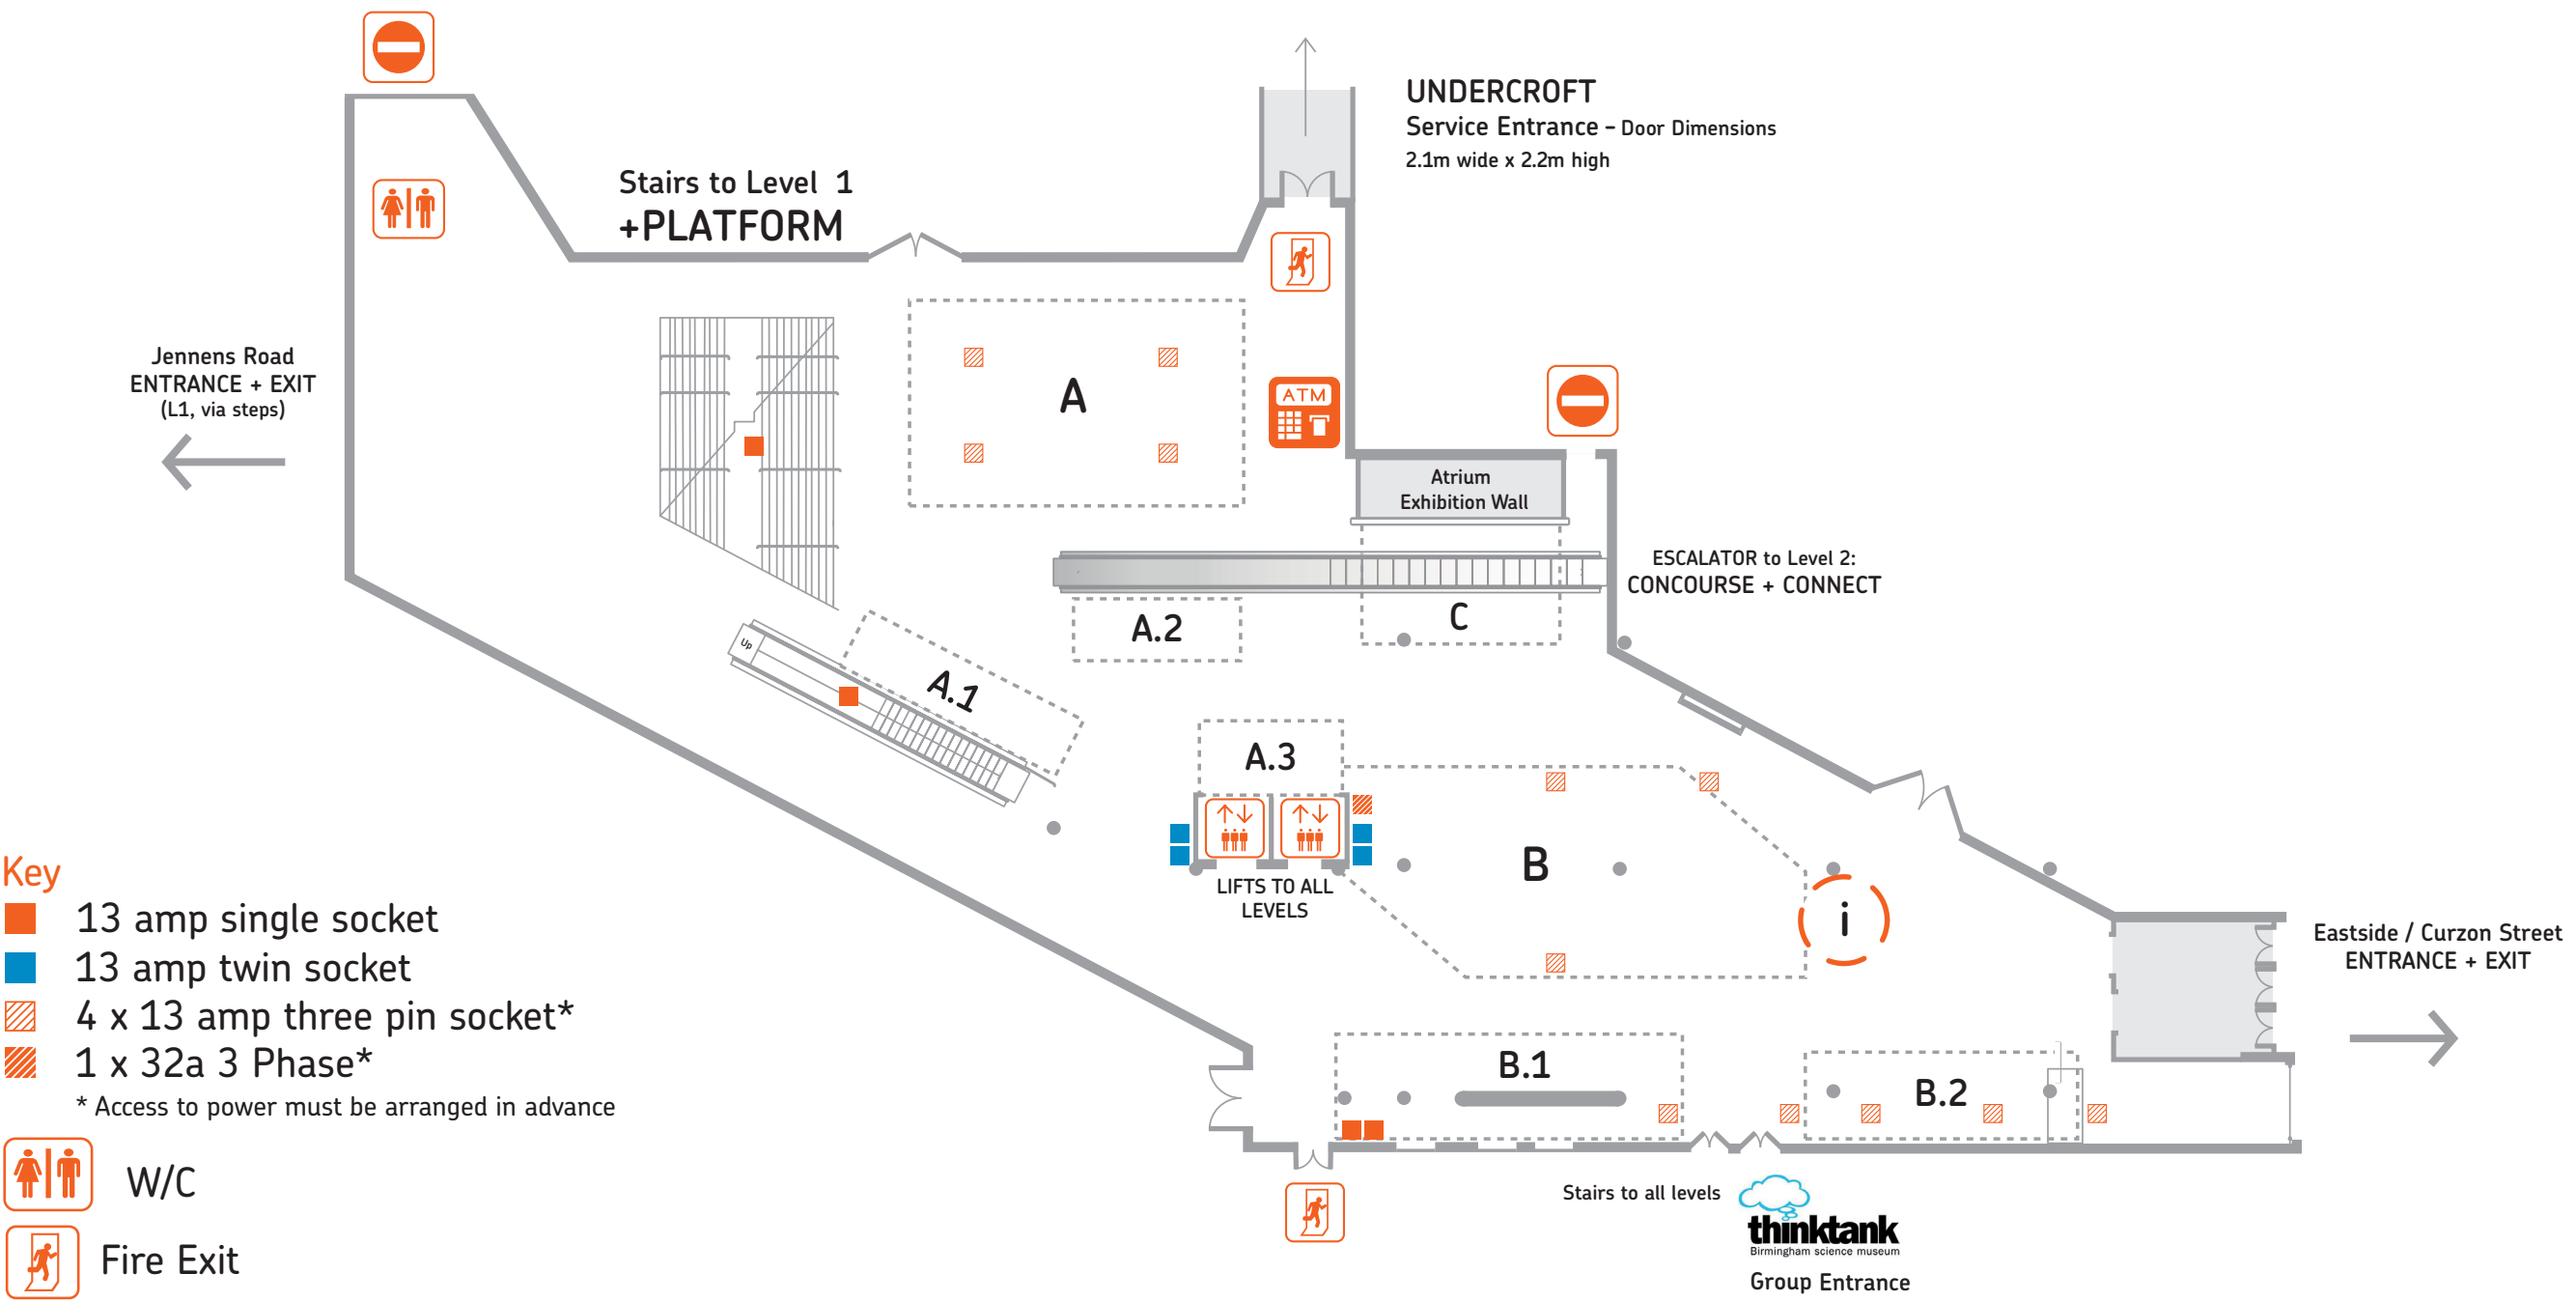 UNDERCROFT
Service Entrance – Door Dimensions
2.1m wide x 2.2m high
Stairs to Level 1
+PLATFORM
Jennens Road
ENTRANCE + EXIT
(L1, via steps)
A
ATM
Atrium
Exhibition Wall
ESCALATOR to Level 2:
CONCOURSE + CONNECT
C
A.2
Up
A.1
A.3
B
LIFTS TO ALL
LEVELS
i
Eastside / Curzon Street
ENTRANCE + EXIT
B.1
B.2
Key
13 amp single socket
13 amp twin socket
4 x 13 amp three pin socket*
1 x 32a 3 Phase*
* Access to power must be arranged in advance
W/C
Fire Exit
Stairs to all levels
thinktank
Birmingham science museum
Group Entrance